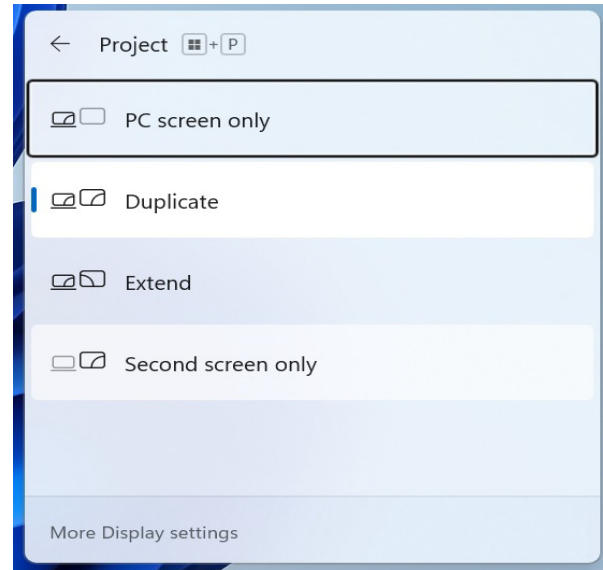 Project + P
PC screen only
Duplicate
Extend
Second screen only
More Display settings